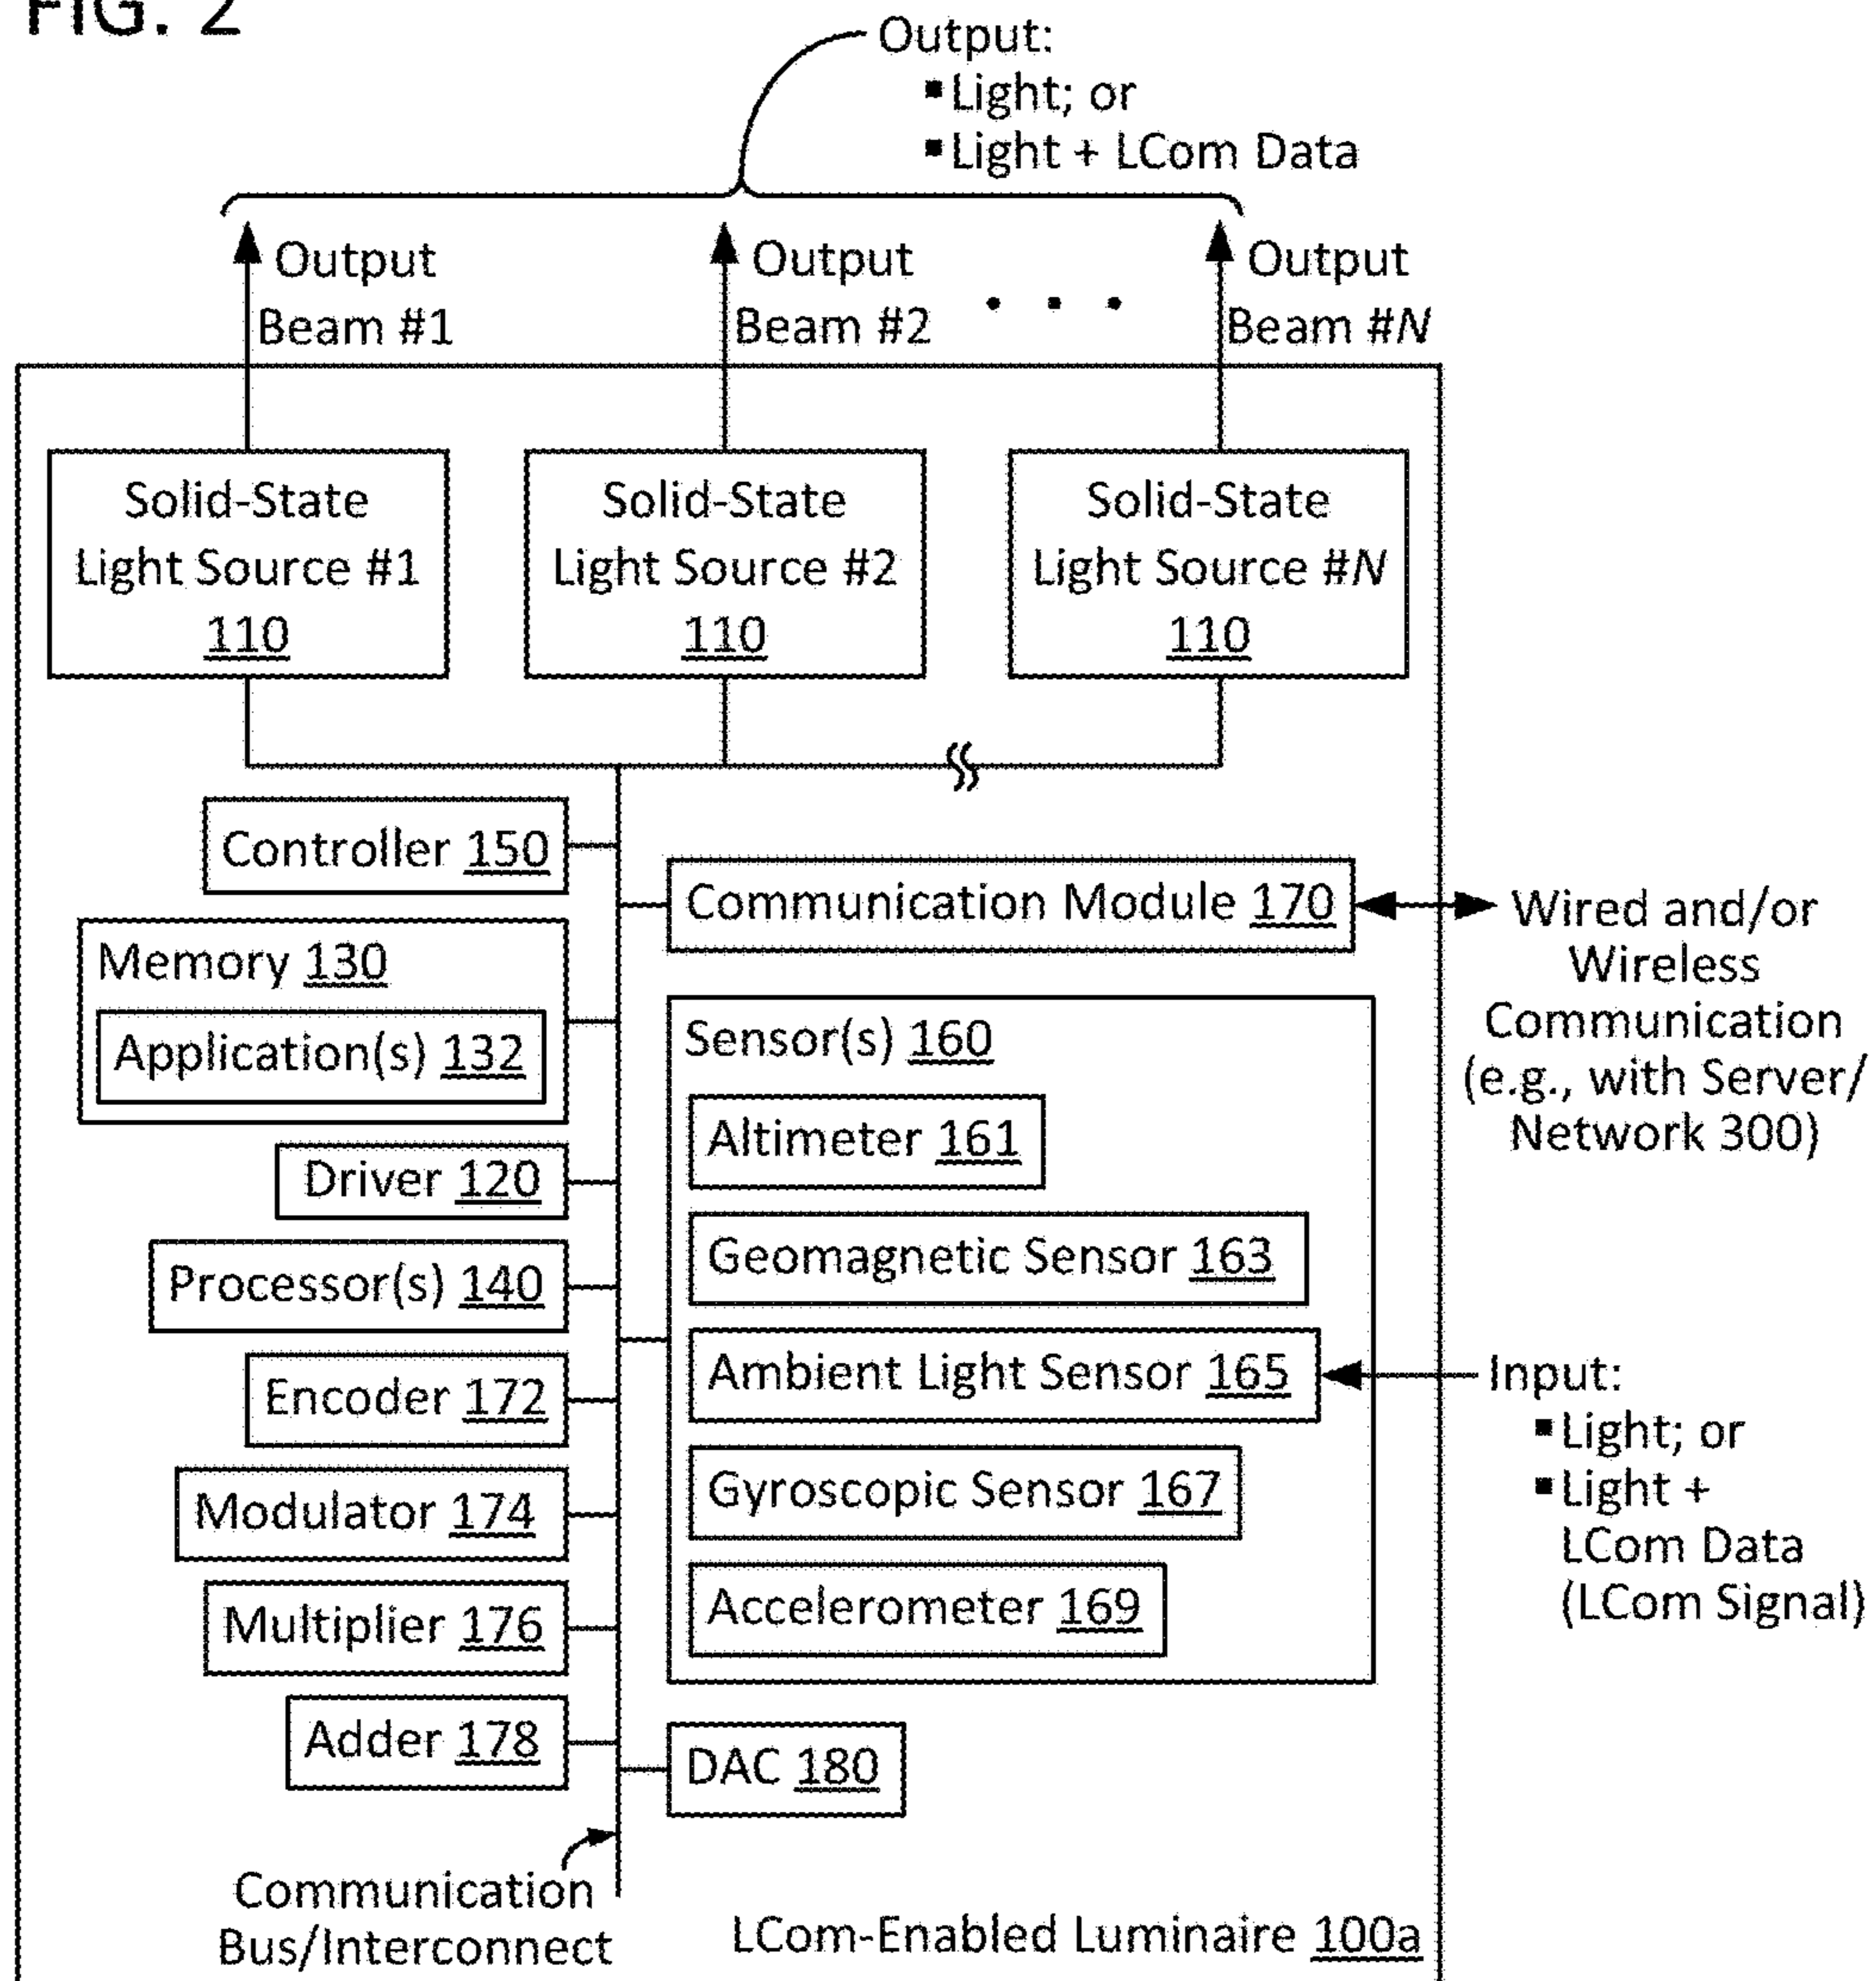 FIG. 2
Output:
▪Light; or
▪Light + LCom Data
Output
Beam #1
Output
Beam #2
. . .
Output
Beam #N
Solid-State
Light Source #1
110
Solid-State
Light Source #2
110
Solid-State
Light Source #N
110
Controller 150
Memory 130
Application(s) 132
Driver 120
Processor(s) 140
Encoder 172
Modulator 174
Multiplier 176
Adder 178
Communication
Bus/Interconnect
Communication Module 170
Wired and/or
Wireless
Communication
(e.g., with Server/
Network 300)
Sensor(s) 160
Altimeter 161
Geomagnetic Sensor 163
Ambient Light Sensor 165
Gyroscopic Sensor 167
Accelerometer 169
Input:
▪Light; or
▪Light +
LCom Data
(LCom Signal)
DAC 180
LCom-Enabled Luminaire 100a